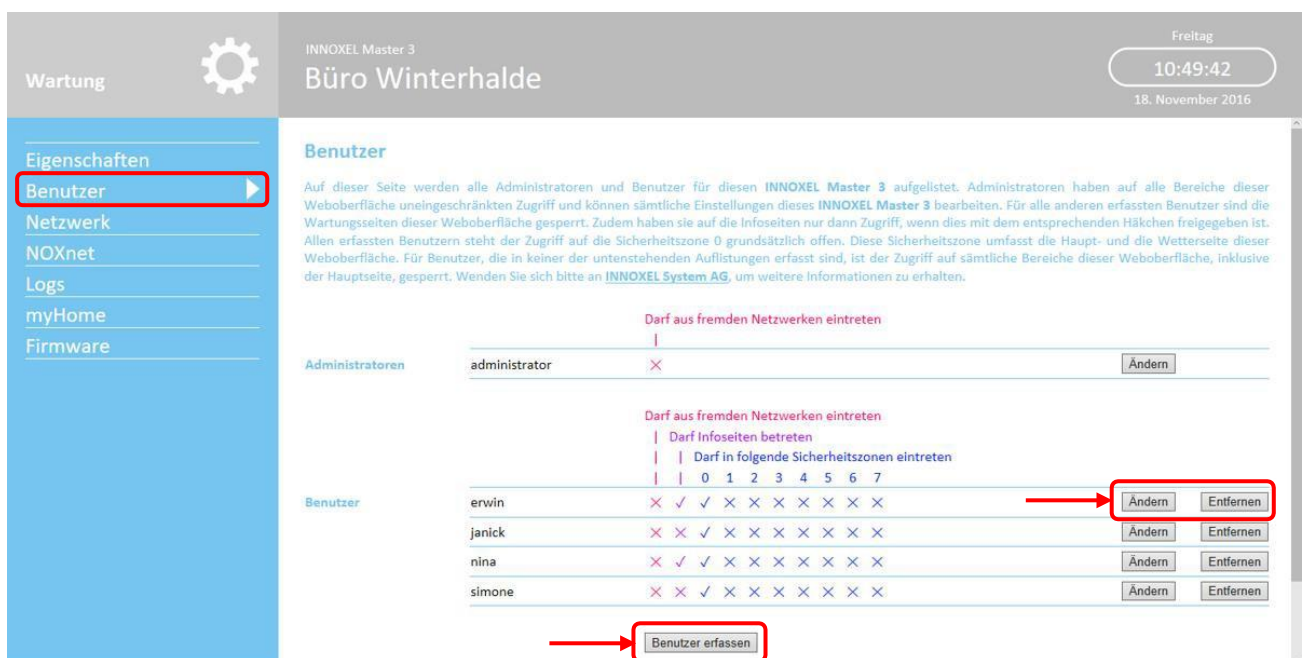 Wartung
INNOXEL Master 3
Büro Winterhalde
Freitag
10:49:42
18. November 2016
Eigenschaften
Benutzer
Netzwerk
NOXnet
Logs
myHome
Firmware
Benutzer
Auf dieser Seite werden alle Administratoren und Benutzer für diesen INNOXEL Master 3 aufgelistet. Administratoren haben auf alle Bereiche dieser
Weboberfläche uneingeschränkten Zugriff und können sämtliche Einstellungen dieses INNOXEL Master 3 bearbeiten. Für alle anderen erfassten Benutzer sind die
Wartungsseiten dieser Weboberfläche gesperrt. Zudem haben sie auf die Infoseiten nur dann Zugriff, wenn dies mit dem entsprechenden Häkchen freigegeben ist.
Allen erfassten Benutzern steht der Zugriff auf die Sicherheitszone 0 grundsätzlich offen. Diese Sicherheitszone umfasst die Haupt- und die Wetterseite dieser
Weboberfläche. Für Benutzer, die in keiner der untenstehenden Auflistungen erfasst sind, ist der Zugriff auf sämtliche Bereiche dieser Weboberfläche, inklusive
der Hauptseite, gesperrt. Wenden Sie sich bitte an INNOXEL System AG, um weitere Informationen zu erhalten.
Darf aus fremden Netzwerken eintreten
Administratoren administrator ✕ Ändern
Darf aus fremden Netzwerken eintreten
Darf Infoseiten betreten
Darf in folgende Sicherheitszonen eintreten
0 1 2 3 4 5 6 7
Benutzer erwin ✕ ✓ ✓ ✕ ✕ ✕ ✕ ✕ ✕ ✕ Ändern Entfernen
janick ✕ ✕ ✓ ✕ ✕ ✕ ✕ ✕ ✕ ✕ Ändern Entfernen
nina ✕ ✓ ✓ ✕ ✕ ✕ ✕ ✕ ✕ ✕ Ändern Entfernen
simone ✕ ✕ ✓ ✕ ✕ ✕ ✕ ✕ ✕ ✕ Ändern Entfernen
Benutzer erfassen